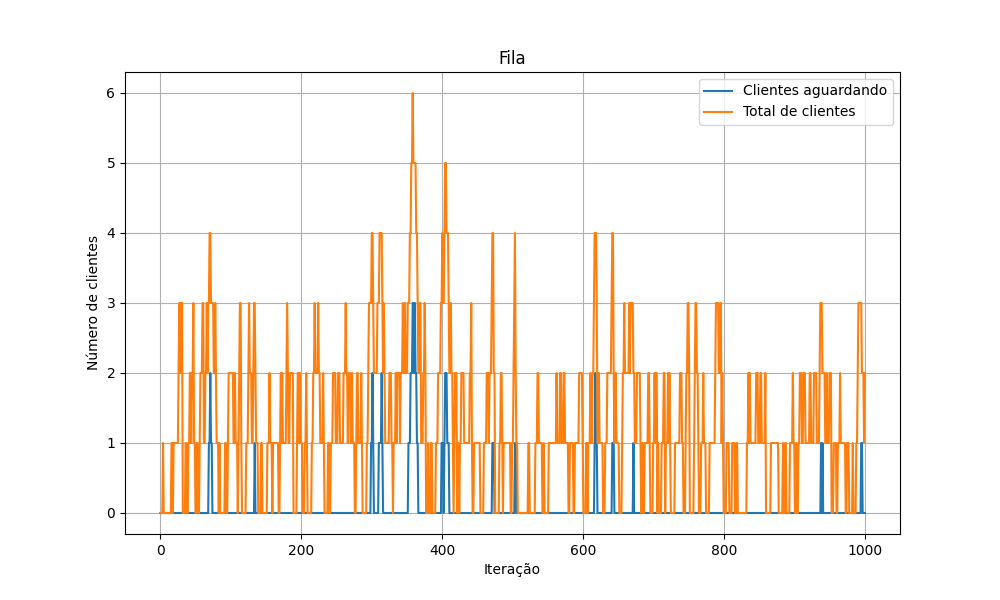 Fila
Clientes aguardando
Total de clientes
Número de clientes
6
5
4
3
2
1
0
0 200 400 600 800 1000
Iteração